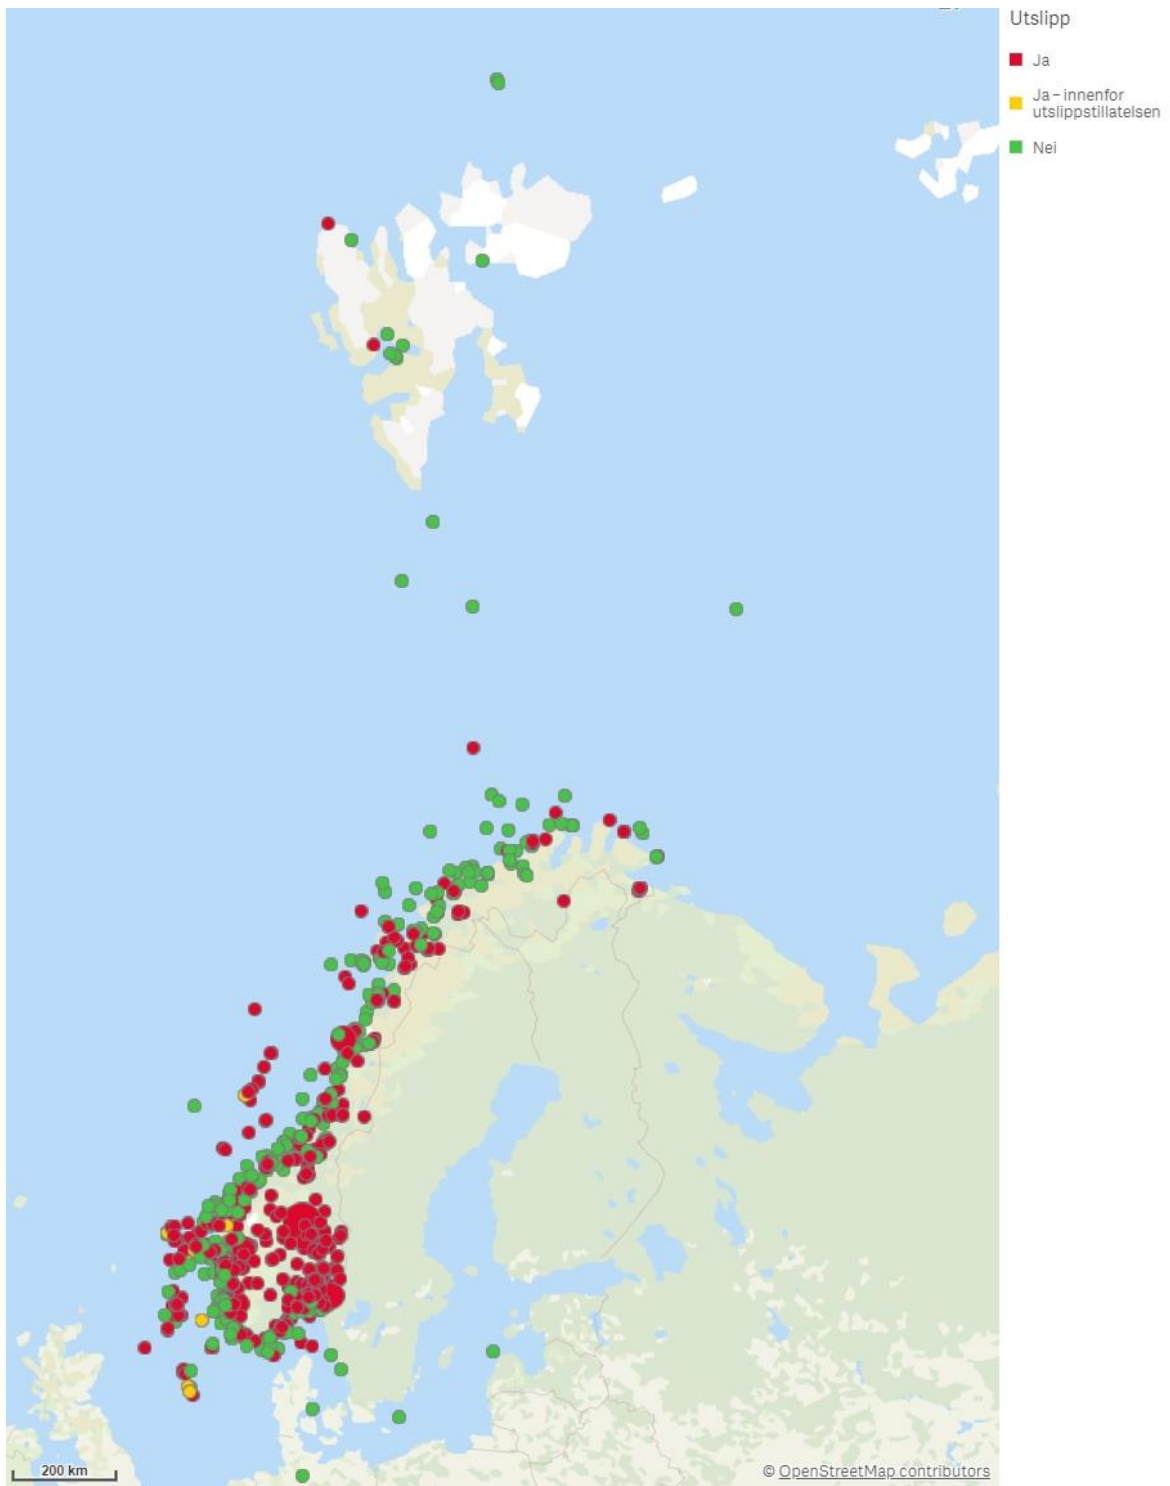 Utslipp
Ja
Ja – innenfor
utslippstillatelsen
Nei
200 km
© OpenStreetMap contributors